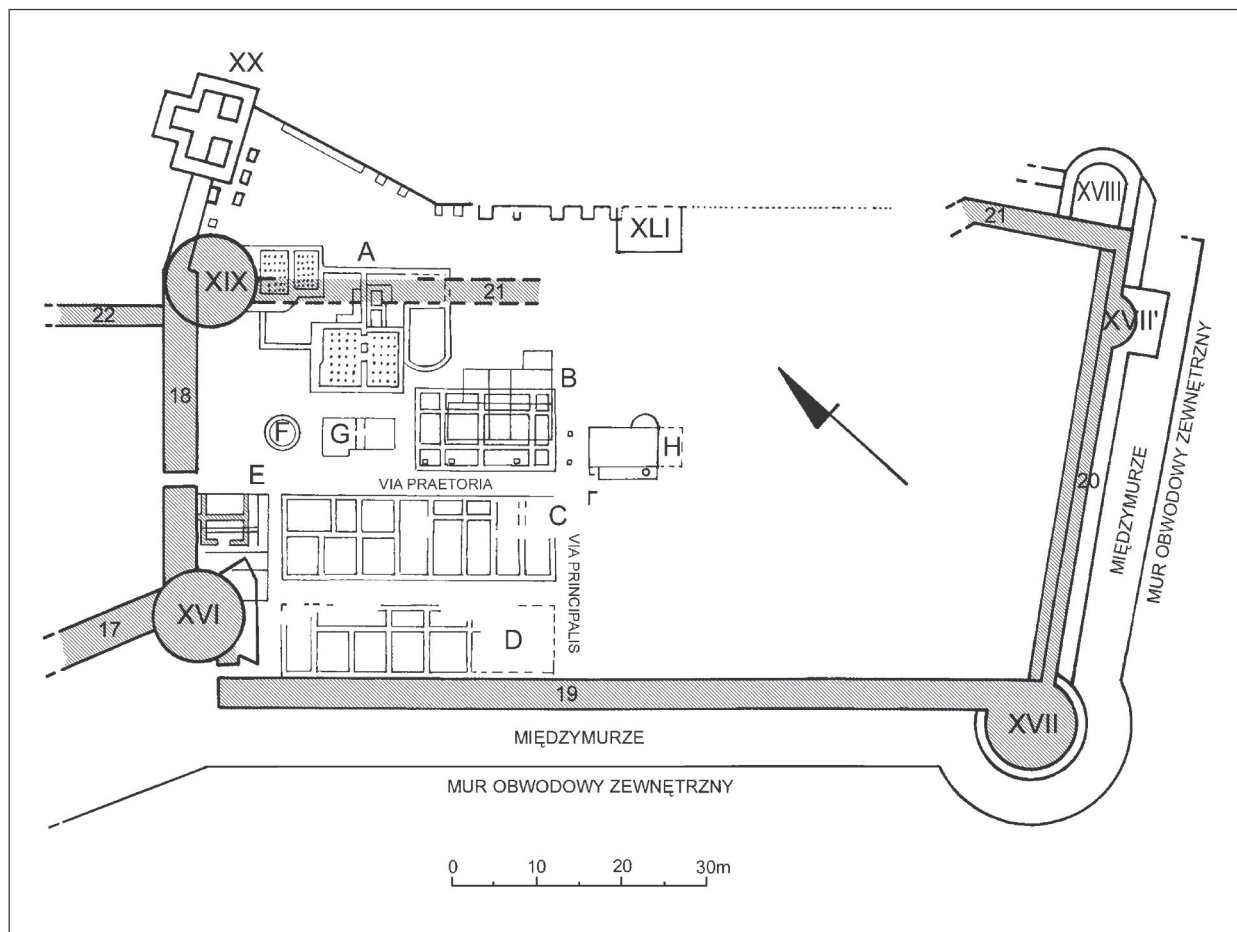 XX
XVIII
XLI
21
A
XIX
21
22
XVII'
18
B
F
G
H
E
VIA PRAETORIA
C
VIA PRINCIPALIS
20
MIĘDZYMURZE
MUR OBWODOWY ZEWNĘTRZNY
XVI
17
D
19
XVII
MIĘDZYMURZE
MUR OBWODOWY ZEWNĘTRZNY
0 10 20 30m